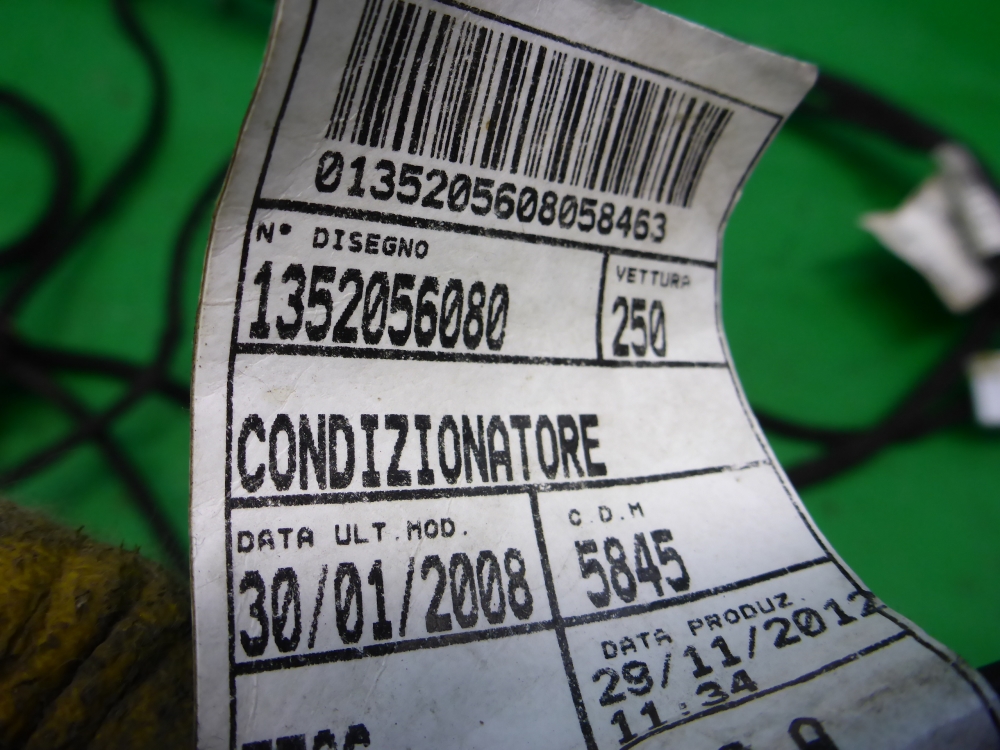 01352056080058463
N° DISEGNO
1352056080
VETTURA
250
CONDIZIONATORE
DATA ULT.MOD.
30/01/2008
C.D.M
5845
DATA PRODUZ.
29/11/2012
11:34